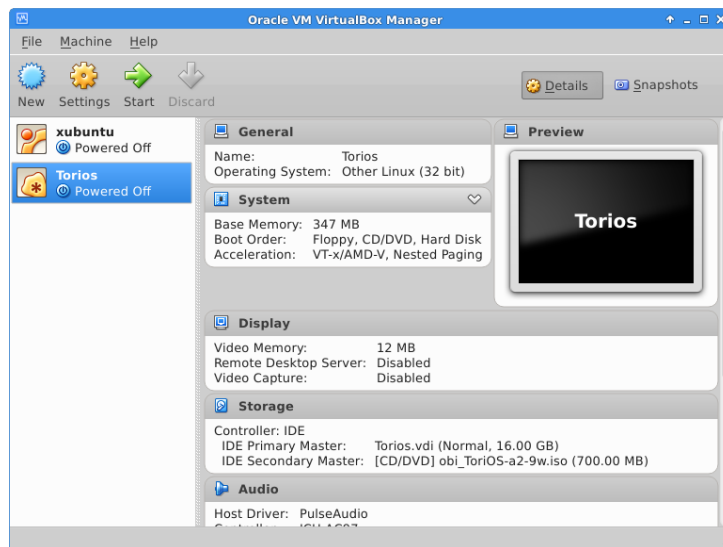 Oracle VM VirtualBox Manager
File Machine Help
New Settings Start Discard
Details Snapshots
xubuntu
Powered Off
Torios
Powered Off
General
Name: Torios
Operating System: Other Linux (32 bit)
System
Base Memory: 347 MB
Boot Order: Floppy, CD/DVD, Hard Disk
Acceleration: VT-x/AMD-V, Nested Paging
Preview
Torios
Display
Video Memory: 12 MB
Remote Desktop Server: Disabled
Video Capture: Disabled
Storage
Controller: IDE
IDE Primary Master: Torios.vdi (Normal, 16.00 GB)
IDE Secondary Master: [CD/DVD] obi_ToriOS-a2-9w.iso (700.00 MB)
Audio
Host Driver: PulseAudio